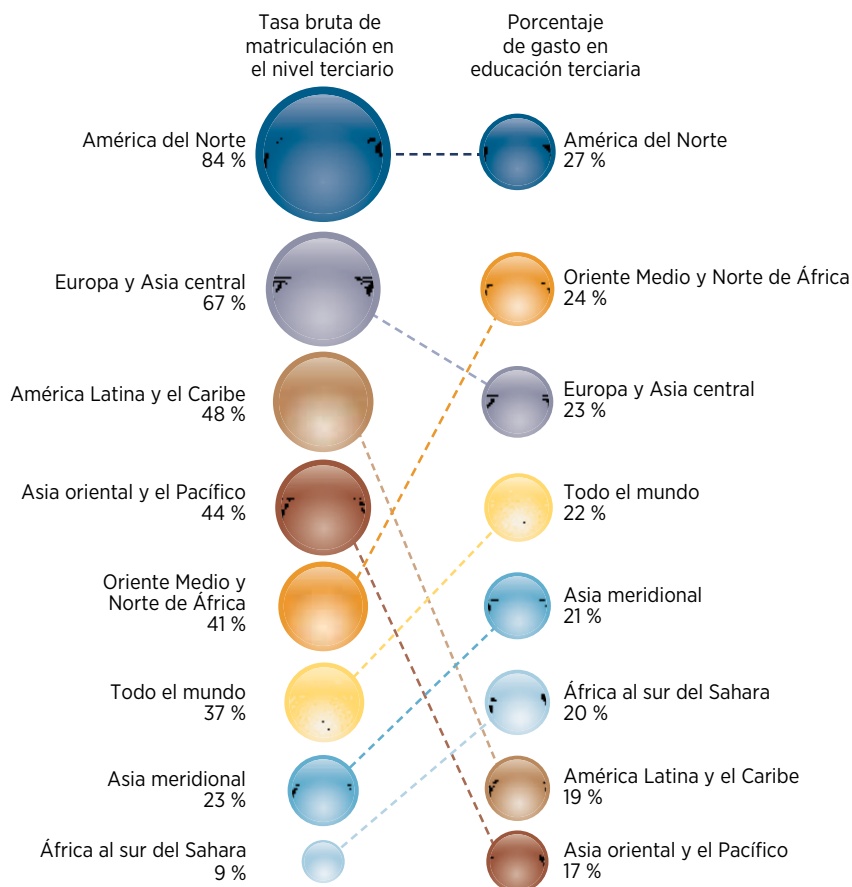 Tasa bruta de
matriculación en
el nivel terciario
Porcentaje
de gasto en
educación terciaria
América del Norte
84 %
América del Norte
27 %
Europa y Asia central
67 %
Oriente Medio y Norte de África
24 %
América Latina y el Caribe
48 %
Europa y Asia central
23 %
Asia oriental y el Pacífico
44 %
Todo el mundo
22 %
Oriente Medio y
Norte de África
41 %
Asia meridional
21 %
Todo el mundo
37 %
África al sur del Sahara
20 %
Asia meridional
23 %
América Latina y el Caribe
19 %
África al sur del Sahara
9 %
Asia oriental y el Pacífico
17 %